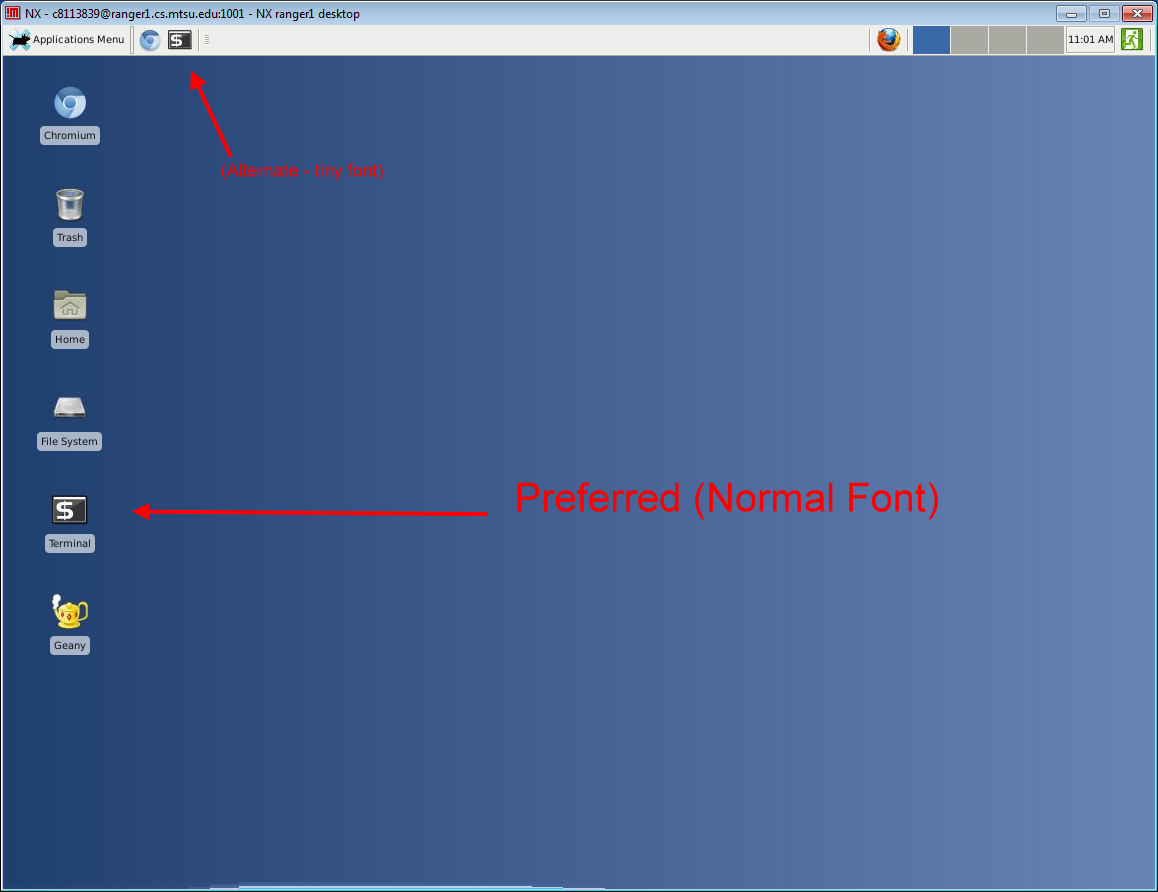 NX - c8113839@ranger1.cs.mtsu.edu:1001 - NX ranger1 desktop
Applications Menu
$
11:01 AM
Chromium
(Alternate - tiny font)
Trash
Home
File System
$
Preferred (Normal Font)
Terminal
Geany